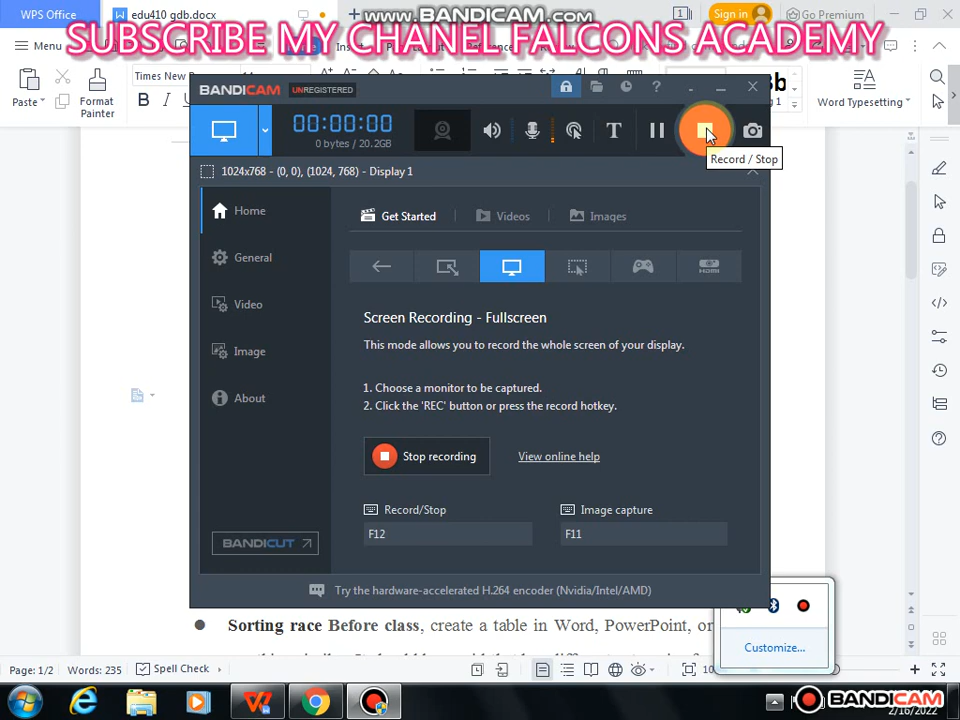 WPS Office
edu410 gdb.docx
www.BANDICAM.com
1
Sign in
Go Premium
Menu
SUBSCRIBE MY CHANEL FALCONS ACADEMY
Paste
Format
Painter
Times New
B
I
Word Typesetting
BANDICAM
UNREGISTERED
00:00:00
0 bytes / 20.2GB
T
Record / Stop
1024x768 - (0, 0), (1024, 768) - Display 1
Home
General
Video
Image
About
BANDICUT
Get Started
Videos
Images
HDMI
Screen Recording - Fullscreen
This mode allows you to record the whole screen of your display.
1. Choose a monitor to be captured.
2. Click the 'REC' button or press the record hotkey.
Stop recording
View online help
Record/Stop
Image capture
F12
F11
Try the hardware-accelerated H.264 encoder (Nvidia/Intel/AMD)
Customize...
Sorting race Before class, create a table in Word, PowerPoint, or
Page: 1/2
Words: 235
Spell Check
BANDICAM
2/16/2022